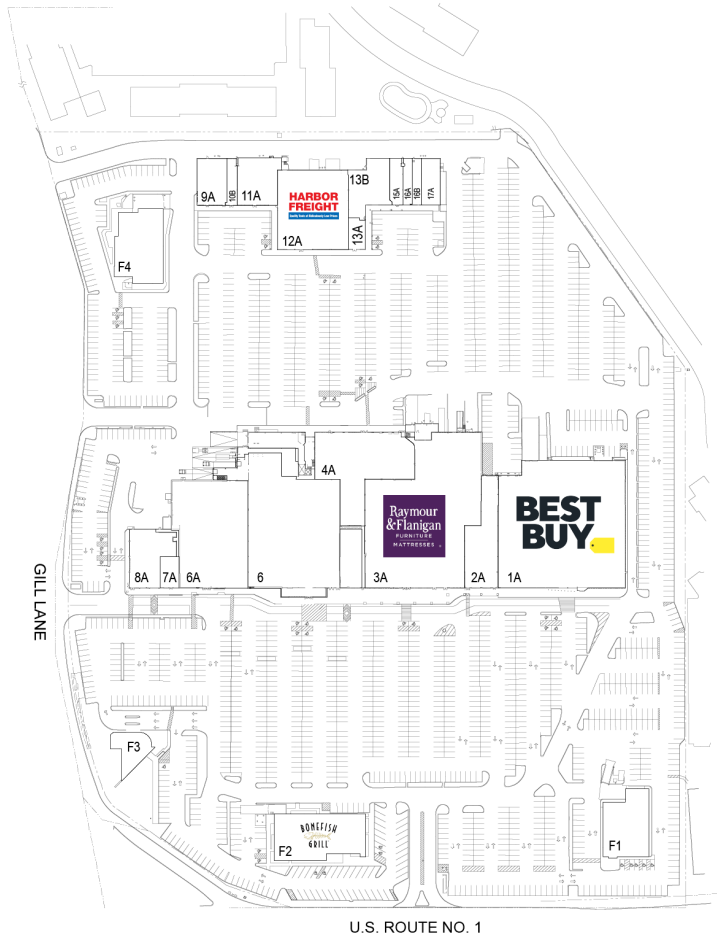 9A
10B
11A
HARBOR
FREIGHT
12A
13B
13A
15A
16A
16B
17A
F4
4A
Raymour
&Flanigan
FURNITURE
MATTRESSES
BEST
BUY
8A
7A
6A
6
3A
2A
1A
GILL LANE
F3
BONEFISH
GRILL
F2
F1
U.S. ROUTE NO. 1